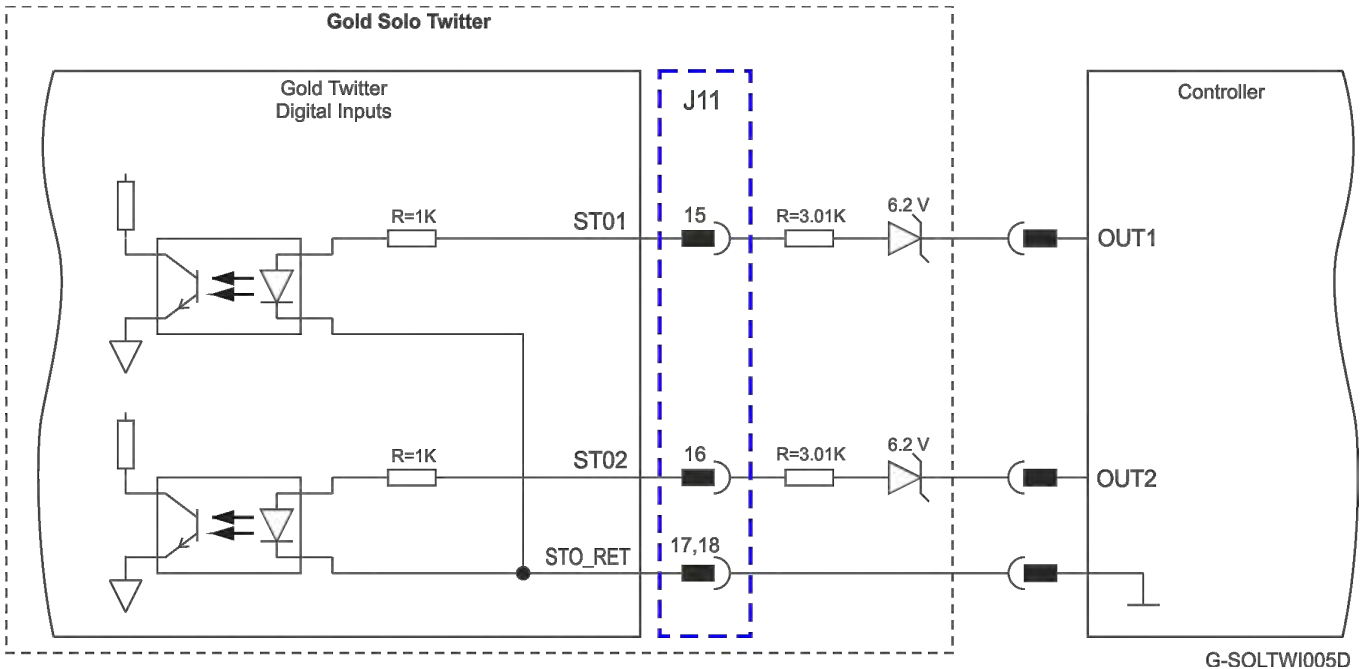 Gold Solo Twitter
Gold Twitter
Digital Inputs
J11
Controller
R=1K
ST01
15
R=3.01K
6.2 V
OUT1
R=1K
ST02
16
R=3.01K
6.2 V
OUT2
STO_RET
17,18
G-SOLTWI005D